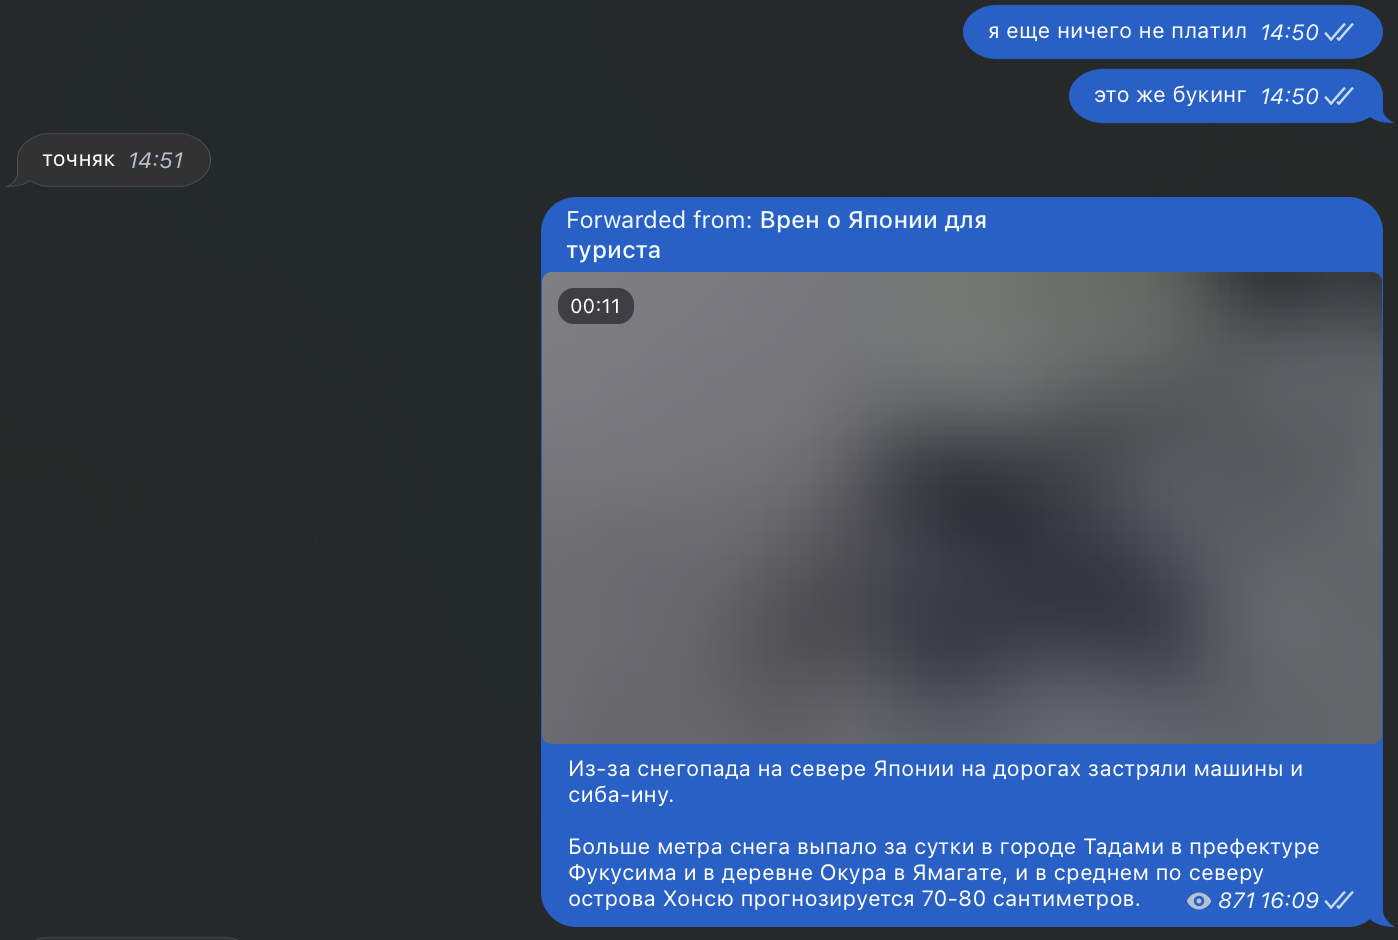 я еще ничего не платил 14:50
это же букинг 14:50
точняк 14:51
Forwarded from: Врен о Японии для
туриста
00:11
Из-за снегопада на севере Японии на дорогах застряли машины и
сиба-ину.
Больше метра снега выпало за сутки в городе Тадами в префектуре
Фукусима и в деревне Окура в Ямагате, и в среднем по северу
острова Хонсю прогнозируется 70-80 сантиметров. 871 16:09